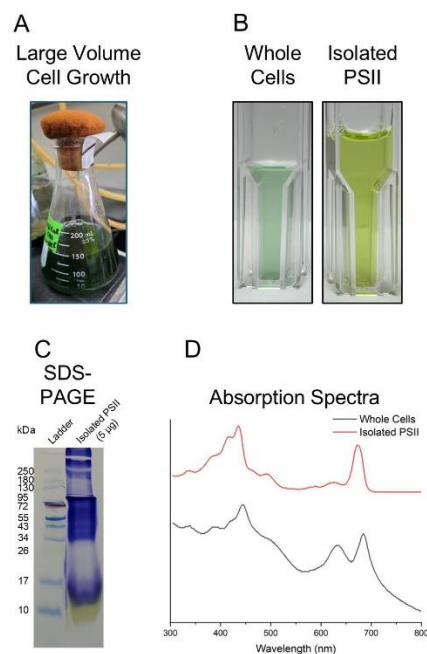 A
Large Volume
Cell Growth
B
Whole
Cells
Isolated
PSII
200 mL
±5%
150
100
C
SDS-
PAGE
kDa
Ladder
Isolated PSII
(5 µg)
250
180
130
95
72
55
43
34
26
17
10
D
Absorption Spectra
Whole Cells
Isolated PSII
300
400
500
600
700
800
Wavelength (nm)